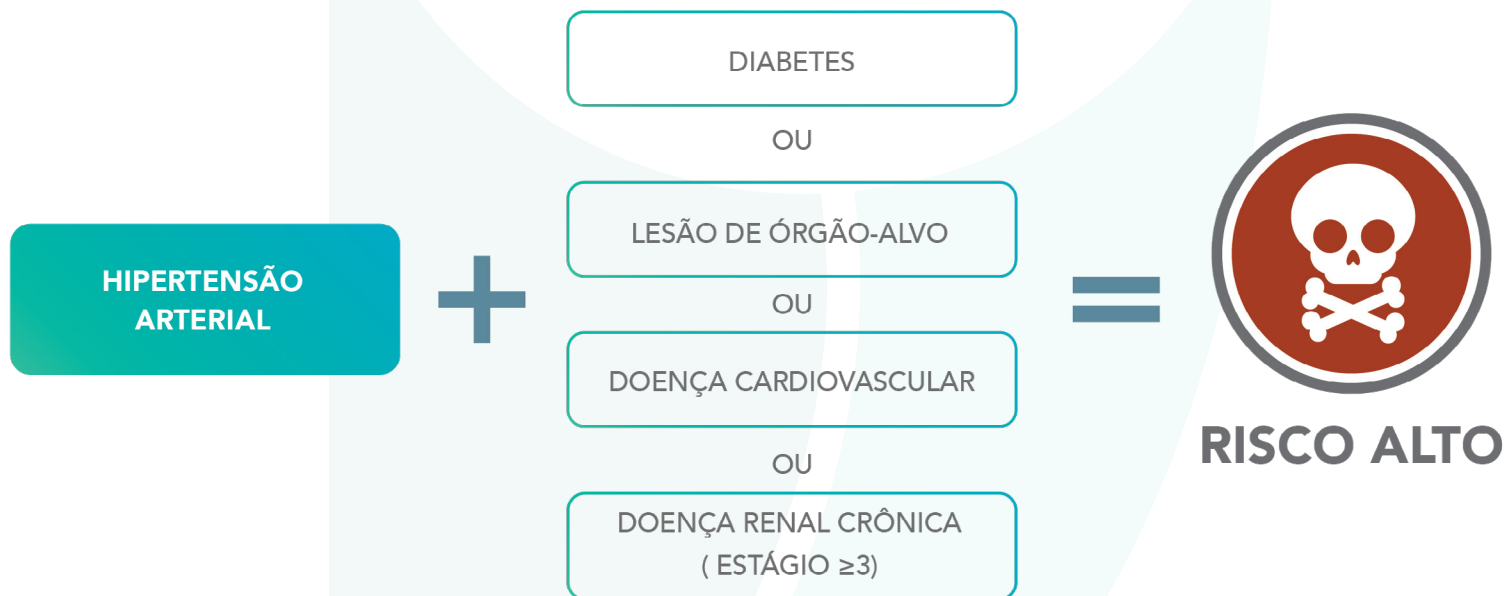 DIABETES
OU
LESÃO DE ÓRGÃO-ALVO
HIPERTENSÃO
ARTERIAL
+
=
OU
DOENÇA CARDIOVASCULAR
RISCO ALTO
OU
DOENÇA RENAL CRÔNICA
( ESTÁGIO ≥3)